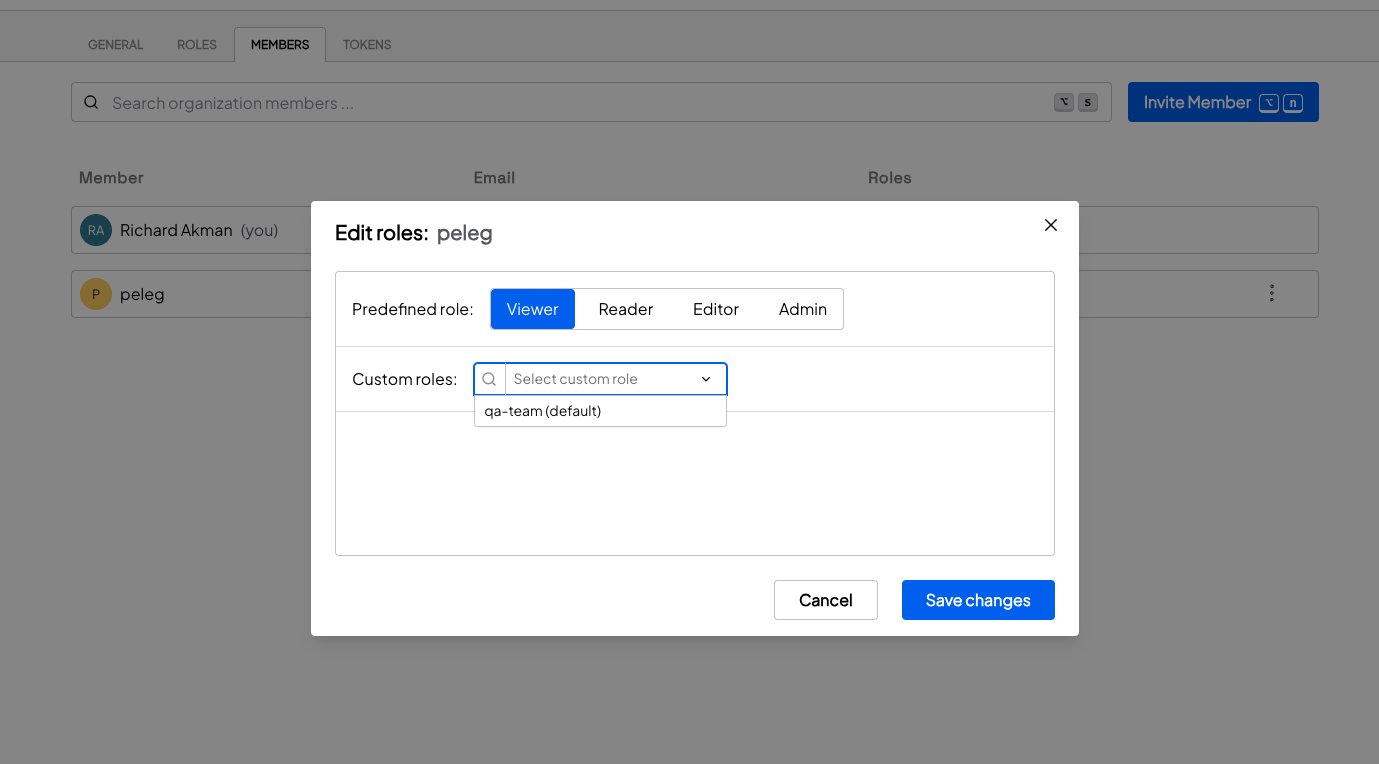 GENERAL ROLES MEMBERS TOKENS
Search organization members ... ⌥ s Invite Member ⌥ n
Member Email Roles
RA Richard Akman (you)
P peleg
Edit roles: peleg
Predefined role: Viewer Reader Editor Admin
Custom roles: Select custom role
qa-team (default)
Cancel Save changes